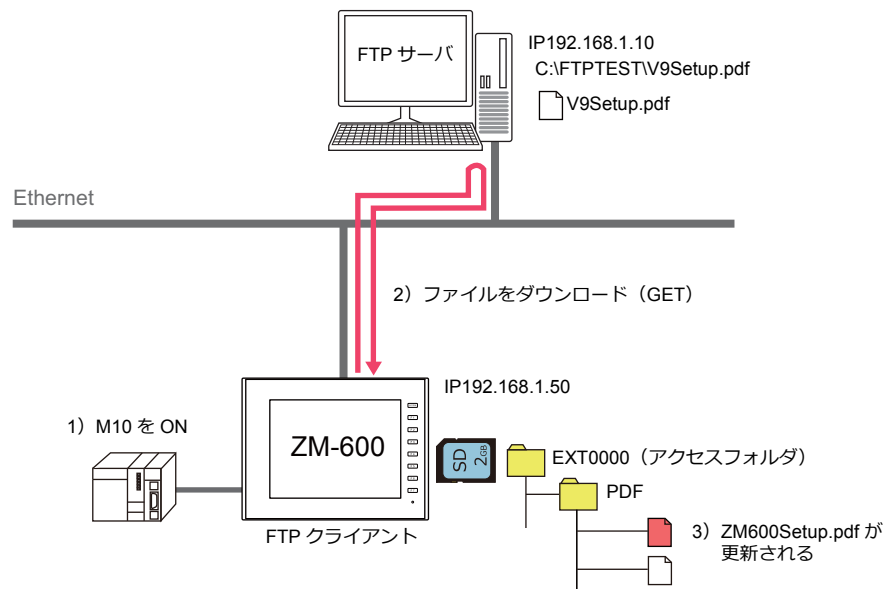 FTP サーバ
IP192.168.1.10
C:\FTPTEST\V9Setup.pdf
V9Setup.pdf
Ethernet
2）ファイルをダウンロード（GET）
IP192.168.1.50
1）M10 を ON
ZM-600
SD
2GB
EXT0000（アクセスフォルダ）
PDF
FTP クライアント
3）ZM600Setup.pdf が
更新される